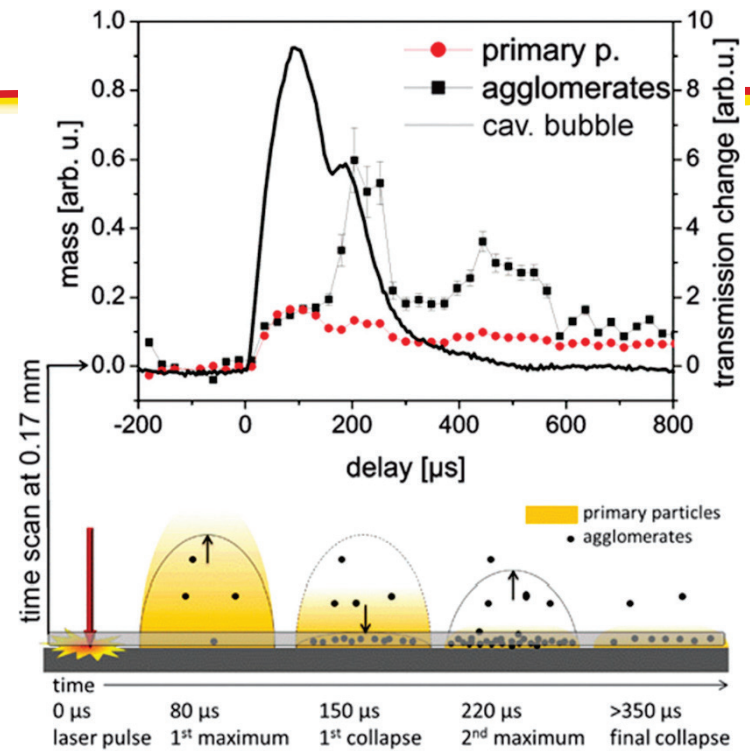 1.0
0.8
0.6
0.4
0.2
0.0
mass [arb. u.]
10
8
6
4
2
0
transmission change [arb.u.]
primary p.
agglomerates
cav. bubble
-200 0 200 400 600 800
delay [µs]
time scan at 0.17 mm
primary particles
agglomerates
time
0 µs 80 µs 150 µs 220 µs >350 µs
laser pulse 1st maximum 1st collapse 2nd maximum final collapse